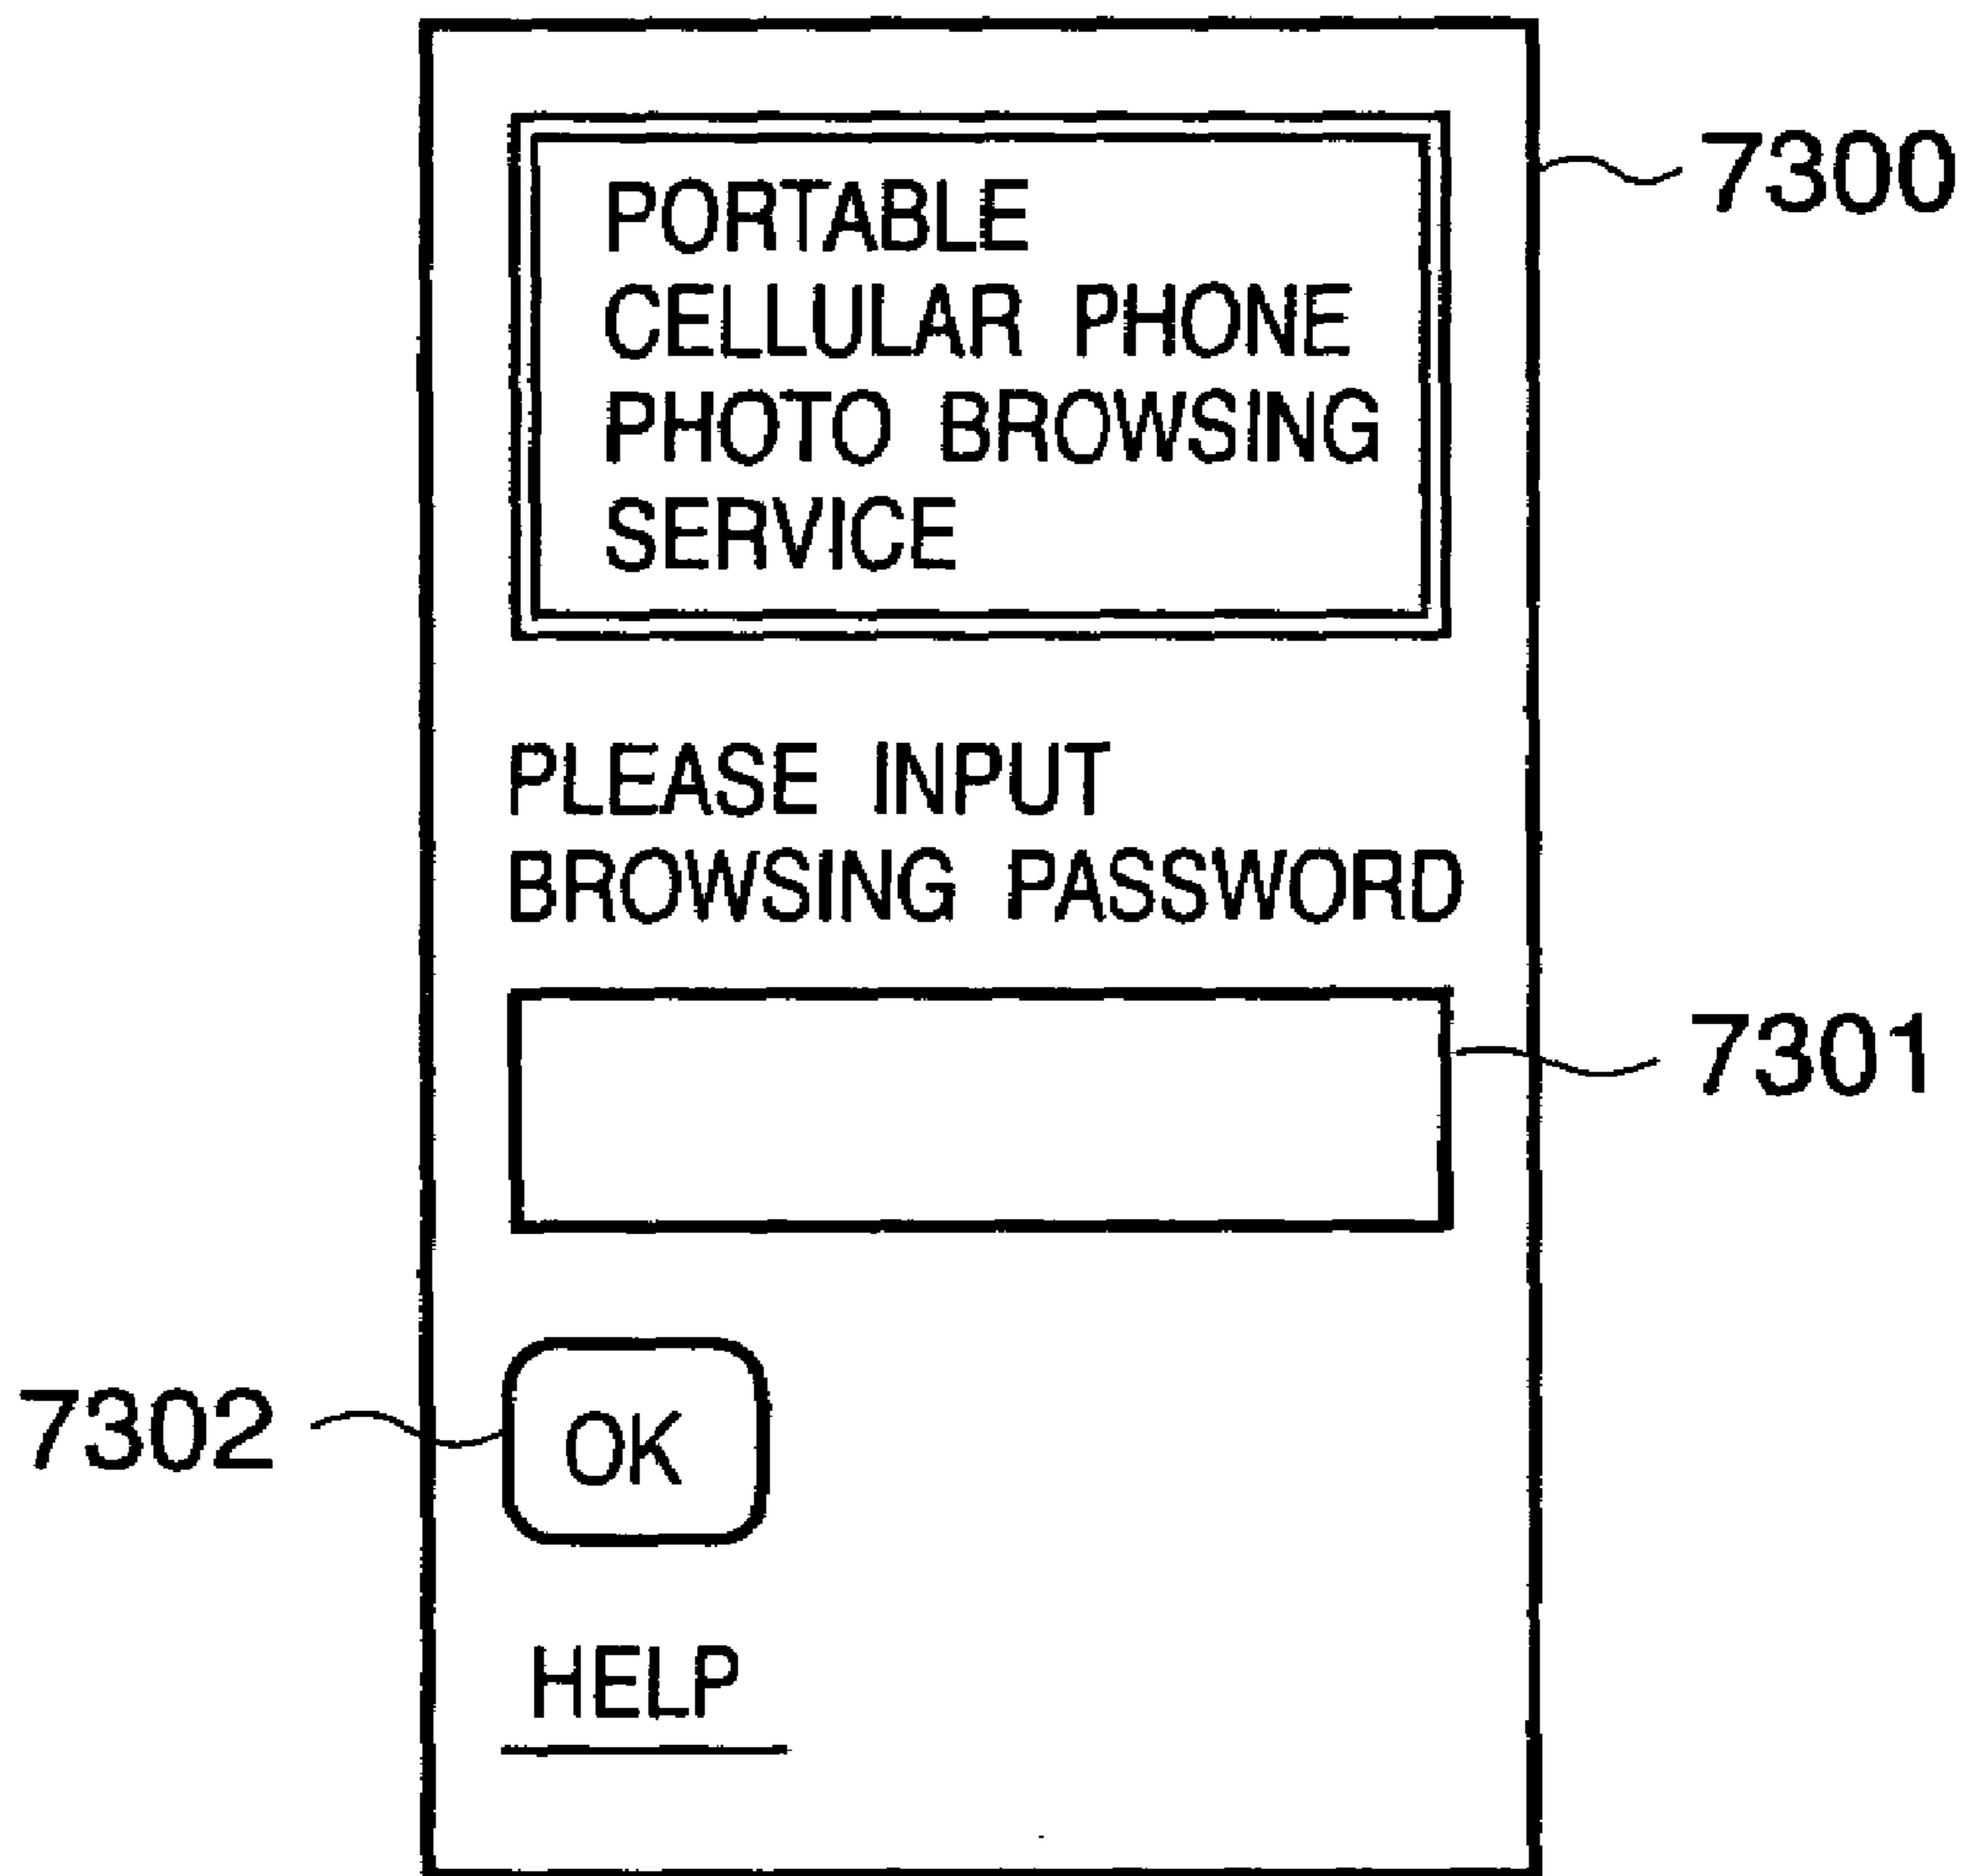 PORTABLE
CELLULAR PHONE
PHOTO BROWSING
SERVICE
7300
PLEASE INPUT
BROWSING PASSWORD
7301
7302
OK
HELP